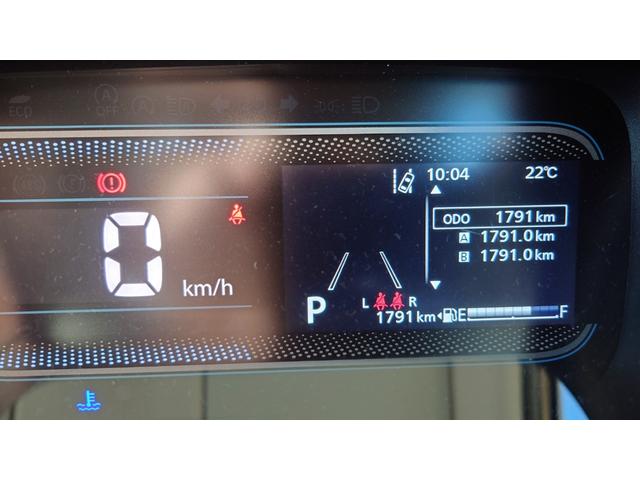 ECO
A
OFF
A
10:04 22℃
ODO 1791 km
A 1791.0 km
B 1791.0 km
0 km/h
P
L R
1791 km E F